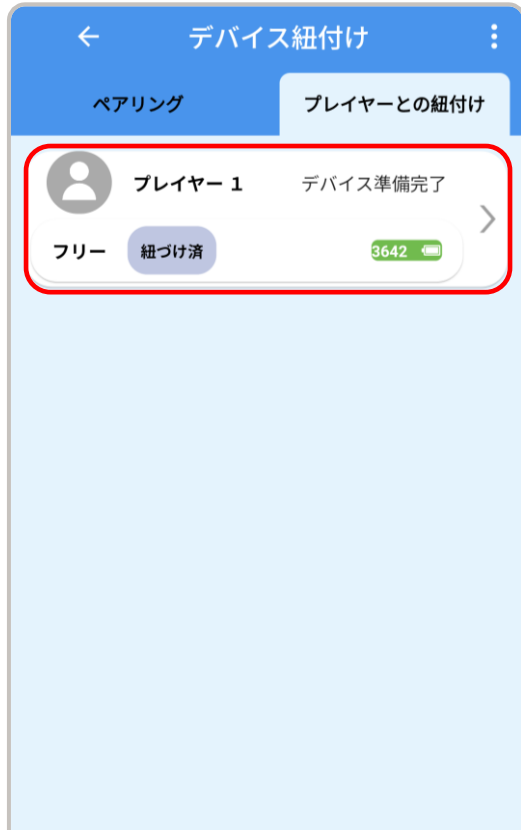 デバイス紐付け
ペアリング プレイヤーとの紐付け
プレイヤー 1 デバイス準備完了
フリー 紐づけ済 3642